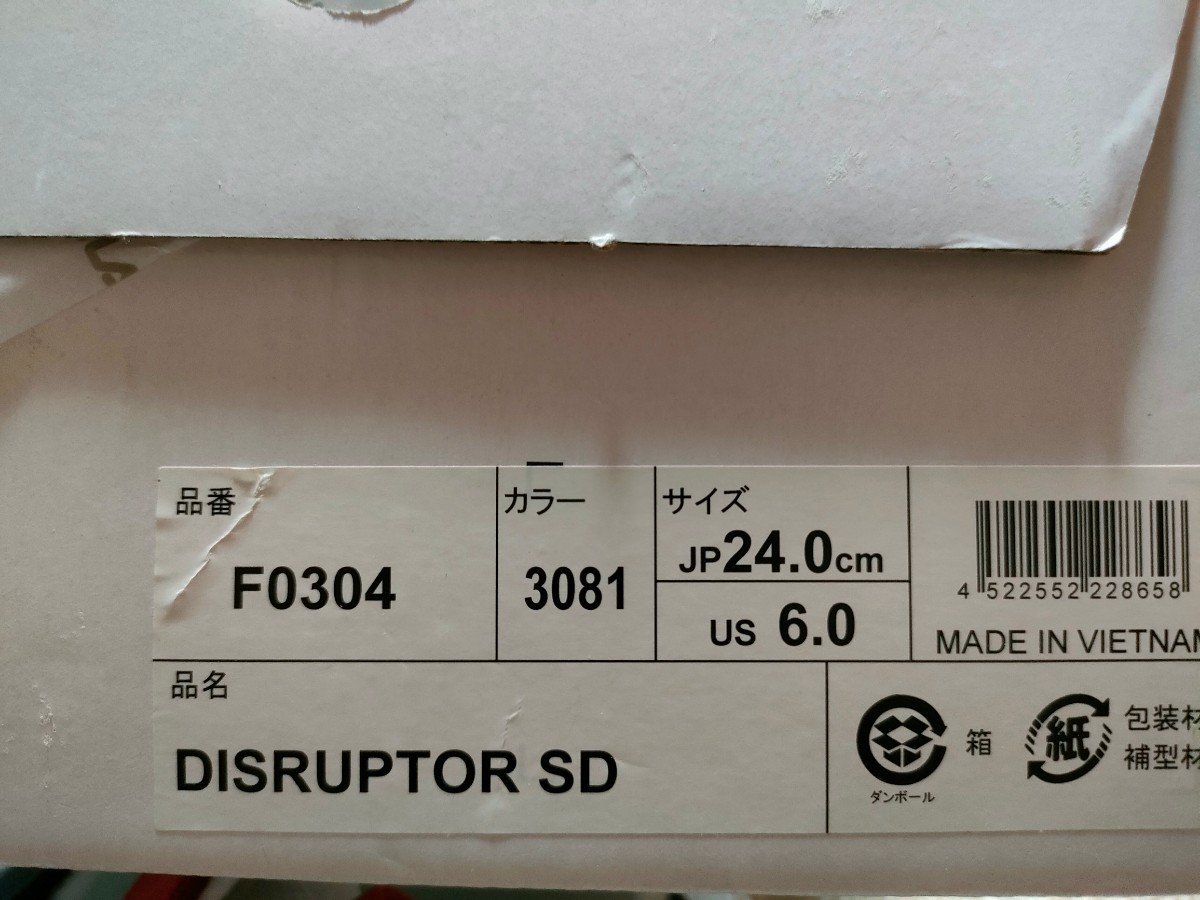 品番
F0304
カラー
3081
サイズ
JP24.0cm
US 6.0
4 522552 228658
MADE IN VIETNAM
品名
DISRUPTOR SD
ダンボール
箱
紙
包装材
補型材